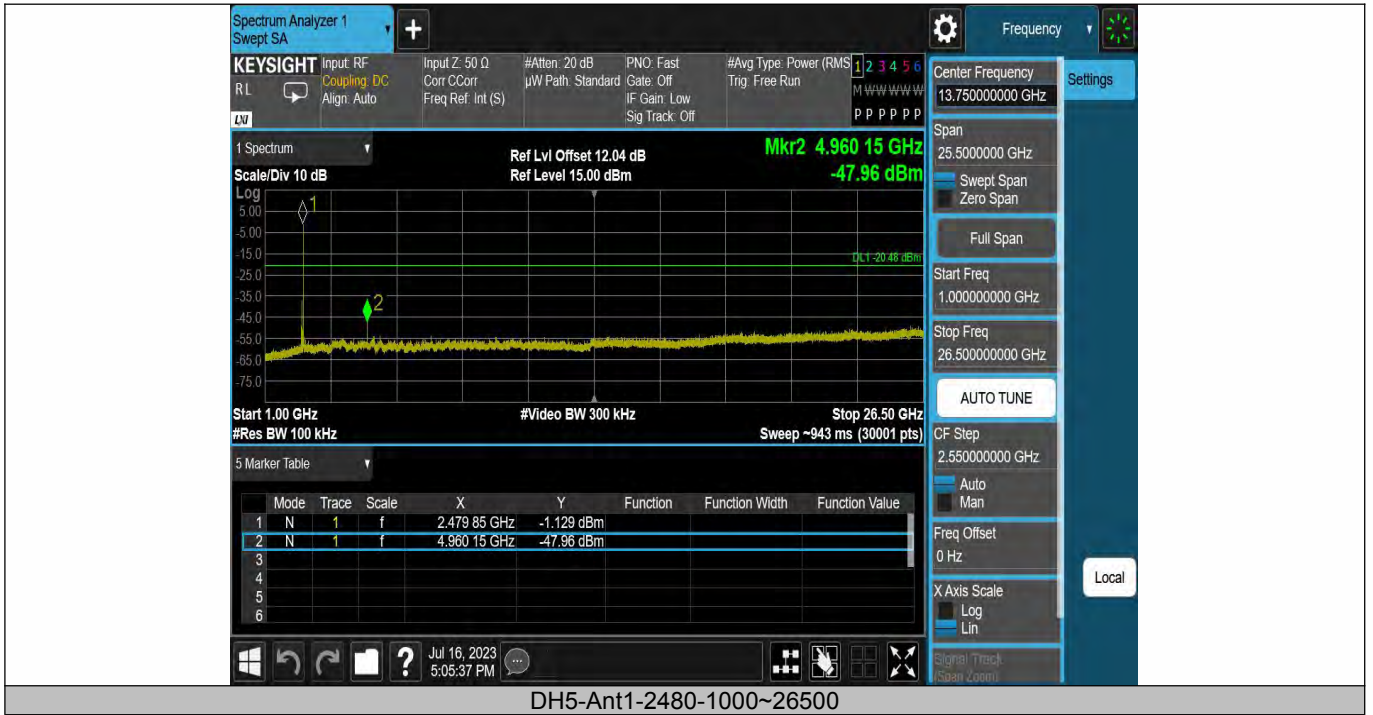 Spectrum Analyzer 1
Swept SA
+
Frequency
KEYSIGHT
RL
LXI
Input: RF
Coupling: DC
Align: Auto
Input Z: 50 Ω
Corr CCorr
Freq Ref: Int (S)
#Atten: 20 dB
µW Path: Standard
PNO: Fast
Gate: Off
IF Gain: Low
Sig Track: Off
#Avg Type: Power (RMS
Trig: Free Run
1 2 3 4 5 6
M W W W W W
P P P P P P
1 Spectrum
Scale/Div 10 dB
Ref Lvl Offset 12.04 dB
Ref Level 15.00 dBm
Mkr2 4.960 15 GHz
-47.96 dBm
Log
5.00
-5.00
-15.0
-25.0
-35.0
-45.0
-55.0
-65.0
-75.0
1
2
DL1 -20.48 dBm
Start 1.00 GHz
#Video BW 300 kHz
Stop 26.50 GHz
#Res BW 100 kHz
Sweep ~943 ms (30001 pts)
5 Marker Table
Mode Trace Scale X Y Function Function Width Function Value
1 N 1 f 2.479 85 GHz -1.129 dBm
2 N 1 f 4.960 15 GHz -47.96 dBm
3
4
5
6
?
Jul 16, 2023
5:05:37 PM
Center Frequency
13.750000000 GHz
Settings
Span
25.5000000 GHz
Swept Span
Zero Span
Full Span
Start Freq
1.000000000 GHz
Stop Freq
26.500000000 GHz
AUTO TUNE
CF Step
2.550000000 GHz
Auto
Man
Freq Offset
0 Hz
X Axis Scale
Log
Lin
Signal Track
(Span Zoom)
Local
DH5-Ant1-2480-1000~26500